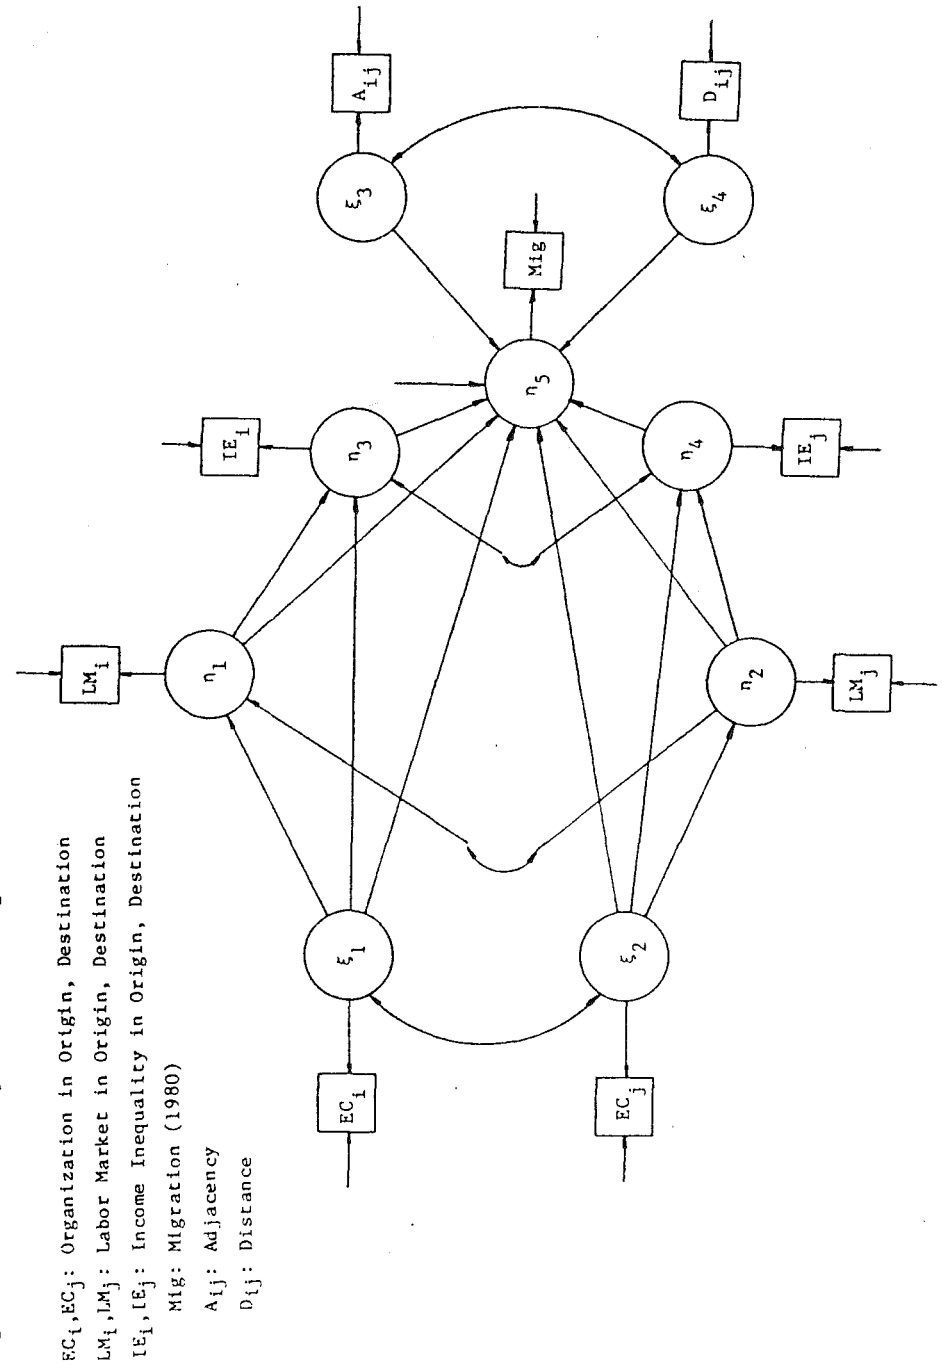 EC_i,EC_j: Organization in Origin, Destination
LM_i,LM_j: Labor Market in Origin, Destination
IE_i,IE_j: Income Inequality in Origin, Destination
Mig: Migration (1980)
A_ij: Adjacency
D_ij: Distance
EC_i
ξ_1
LM_i
η_1
IE_i
η_3
A_ij
ξ_3
Mig
η_5
EC_j
ξ_2
LM_j
η_2
IE_j
η_4
D_ij
ξ_4